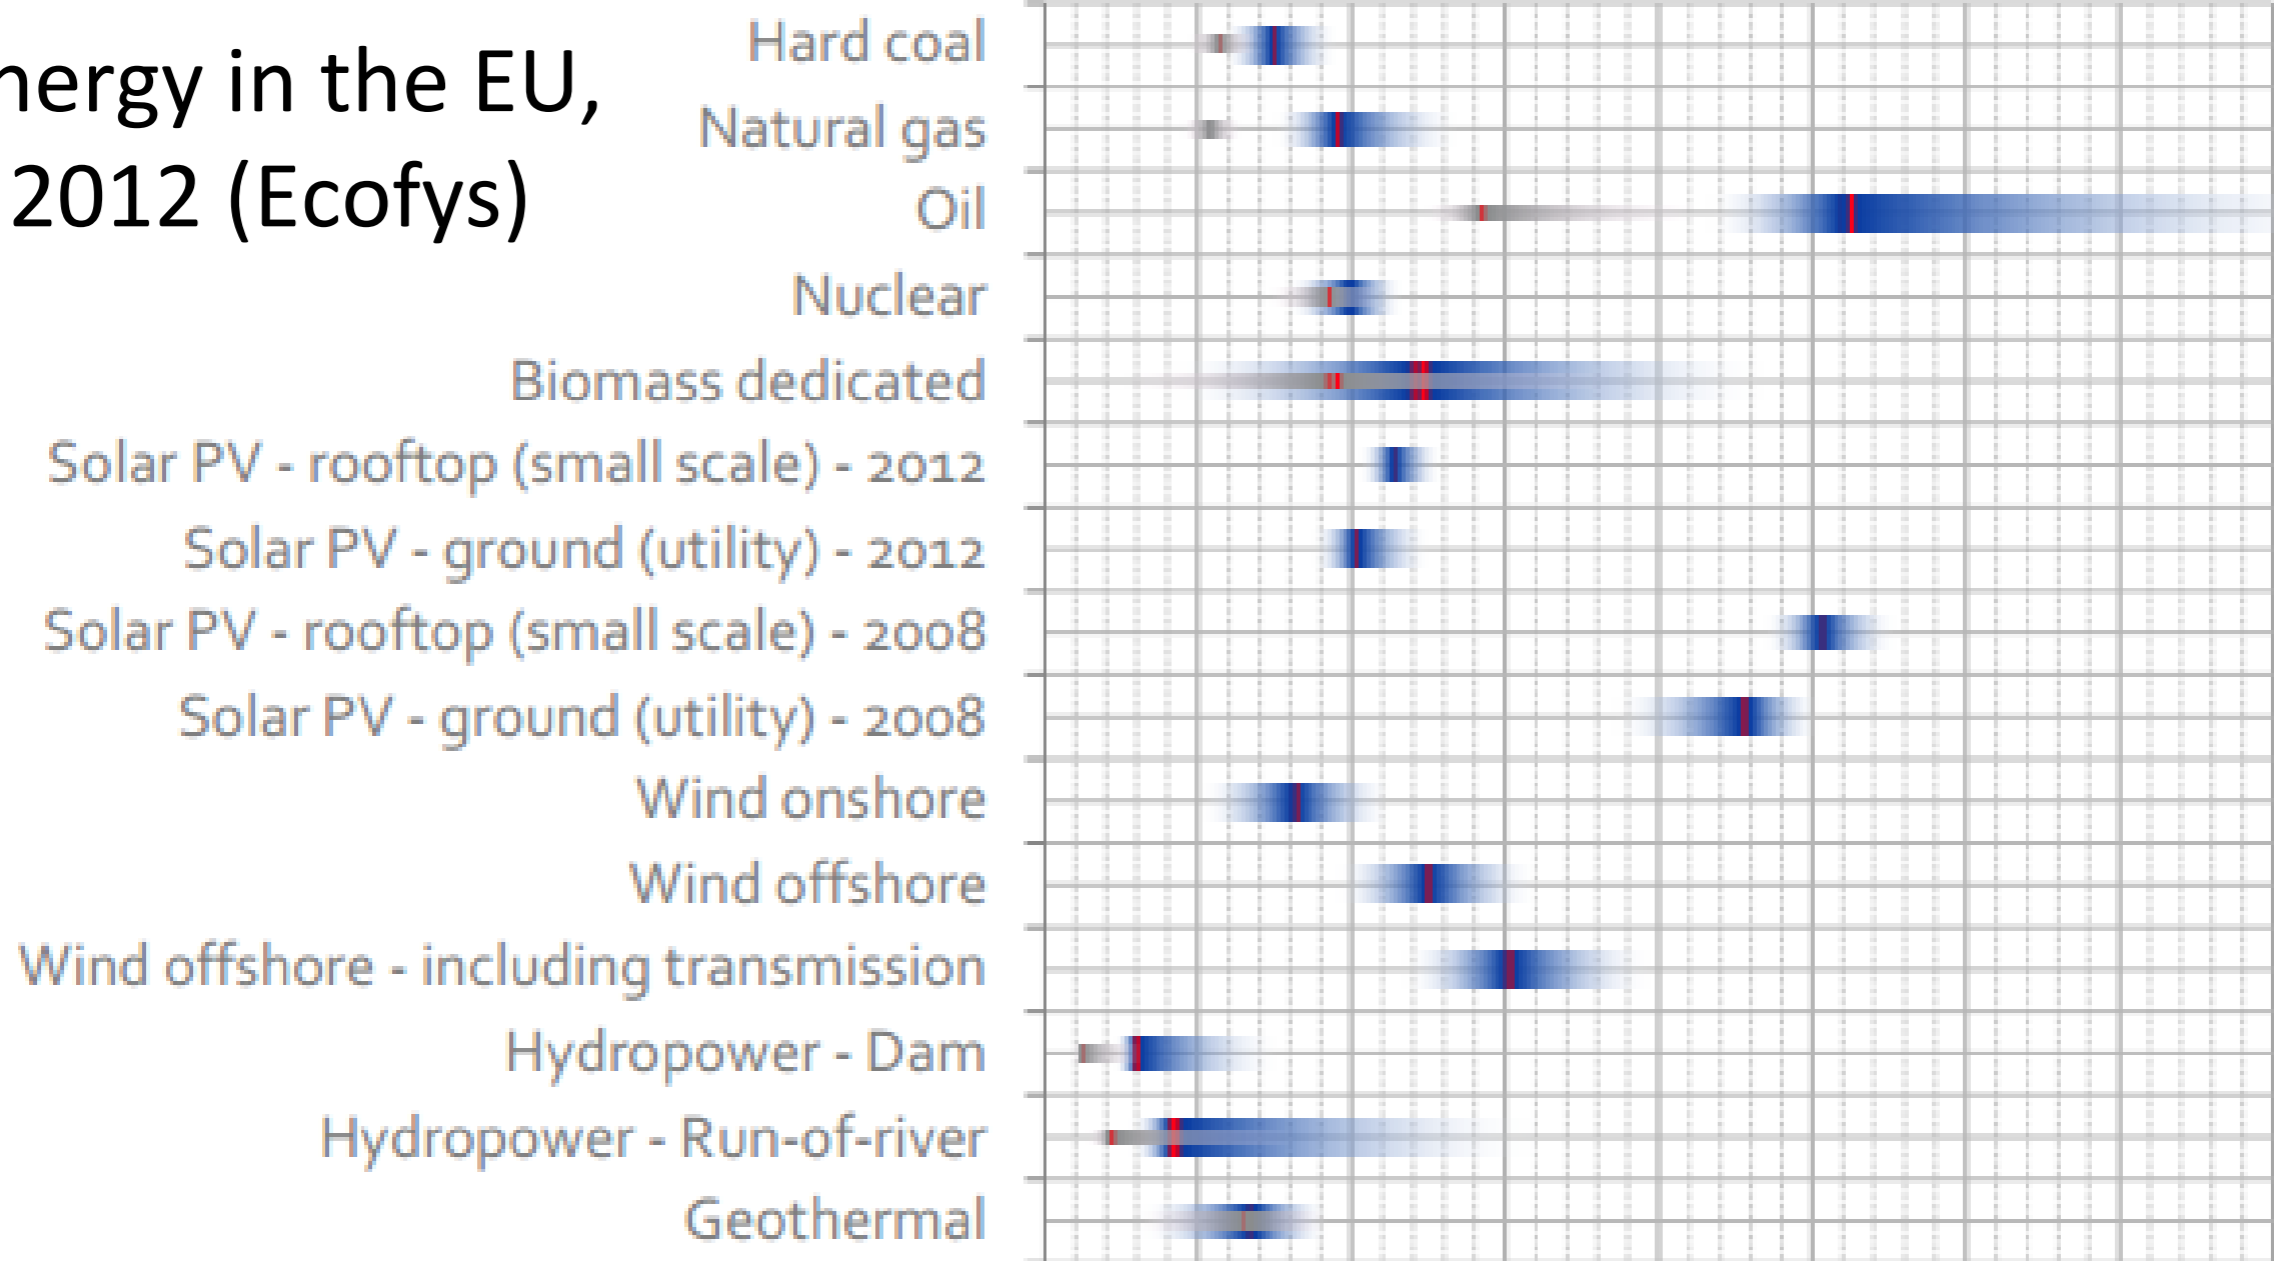 nergy in the EU,
2012 (Ecofys)
Hard coal
Natural gas
Oil
Nuclear
Biomass dedicated
Solar PV - rooftop (small scale) - 2012
Solar PV - ground (utility) - 2012
Solar PV - rooftop (small scale) - 2008
Solar PV - ground (utility) - 2008
Wind onshore
Wind offshore
Wind offshore - including transmission
Hydropower - Dam
Hydropower - Run-of-river
Geothermal